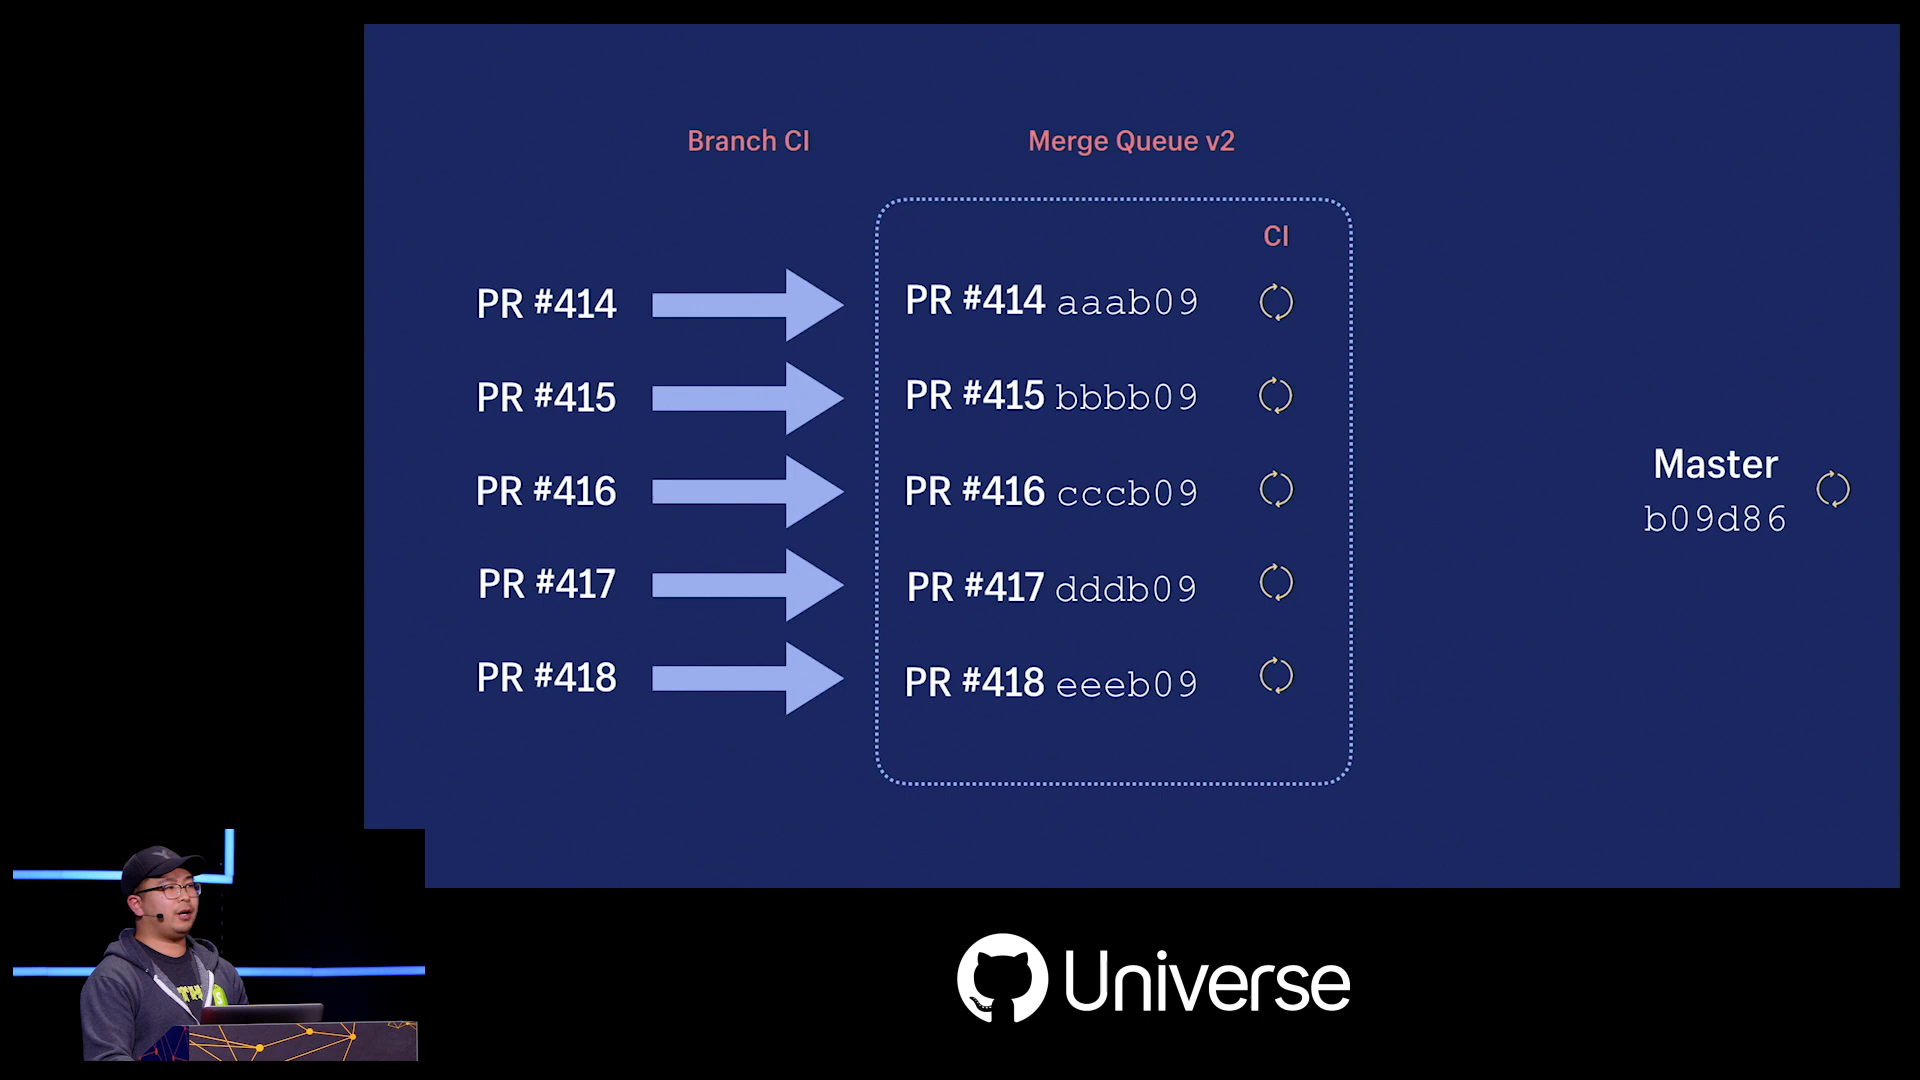 Branch CI
Merge Queue v2
CI
PR #414
PR #414 aaab09
PR #415
PR #415 bbbb09
PR #416
PR #416 cccb09
PR #417
PR #417 dddb09
PR #418
PR #418 eeeb09
Master
b09d86
Universe